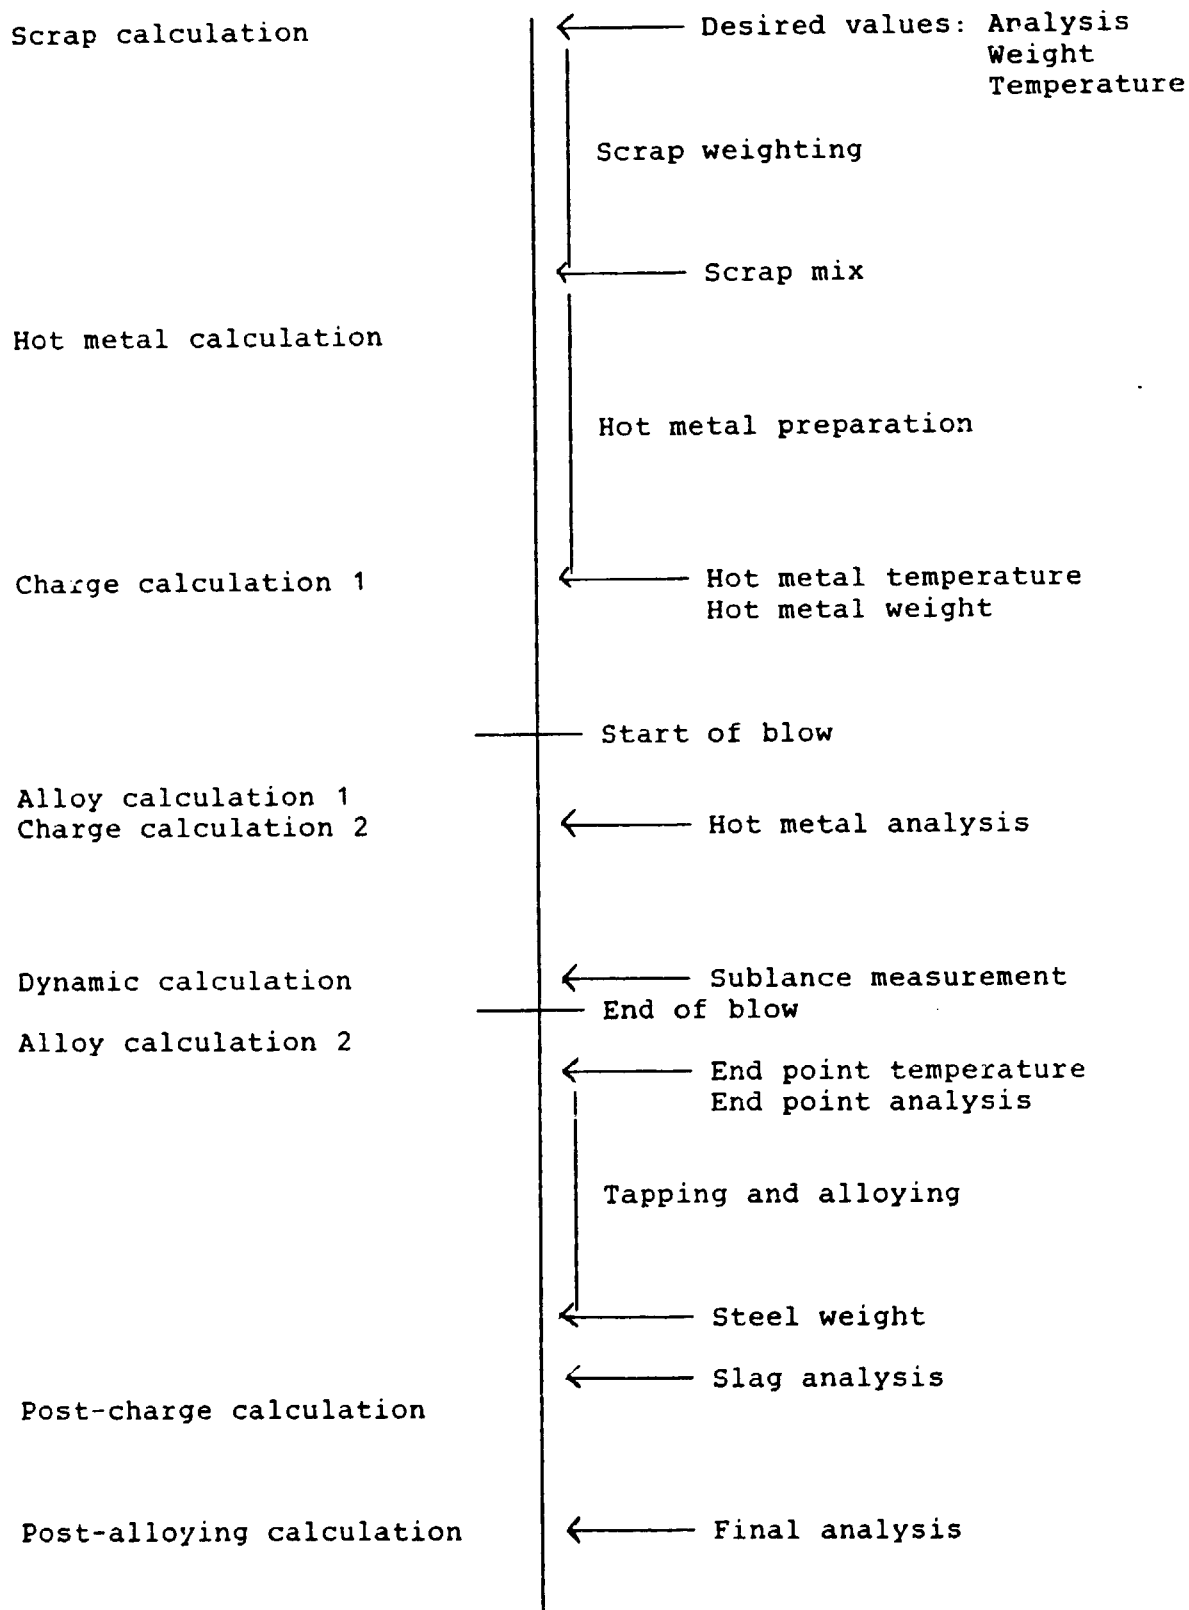 Scrap calculation
Desired values: Analysis
Weight
Temperature
Scrap weighting
Scrap mix
Hot metal calculation
Hot metal preparation
Charge calculation 1
Hot metal temperature
Hot metal weight
Start of blow
Alloy calculation 1
Charge calculation 2
Hot metal analysis
Dynamic calculation
Sublance measurement
End of blow
Alloy calculation 2
End point temperature
End point analysis
Tapping and alloying
Steel weight
Slag analysis
Post-charge calculation
Post-alloying calculation
Final analysis